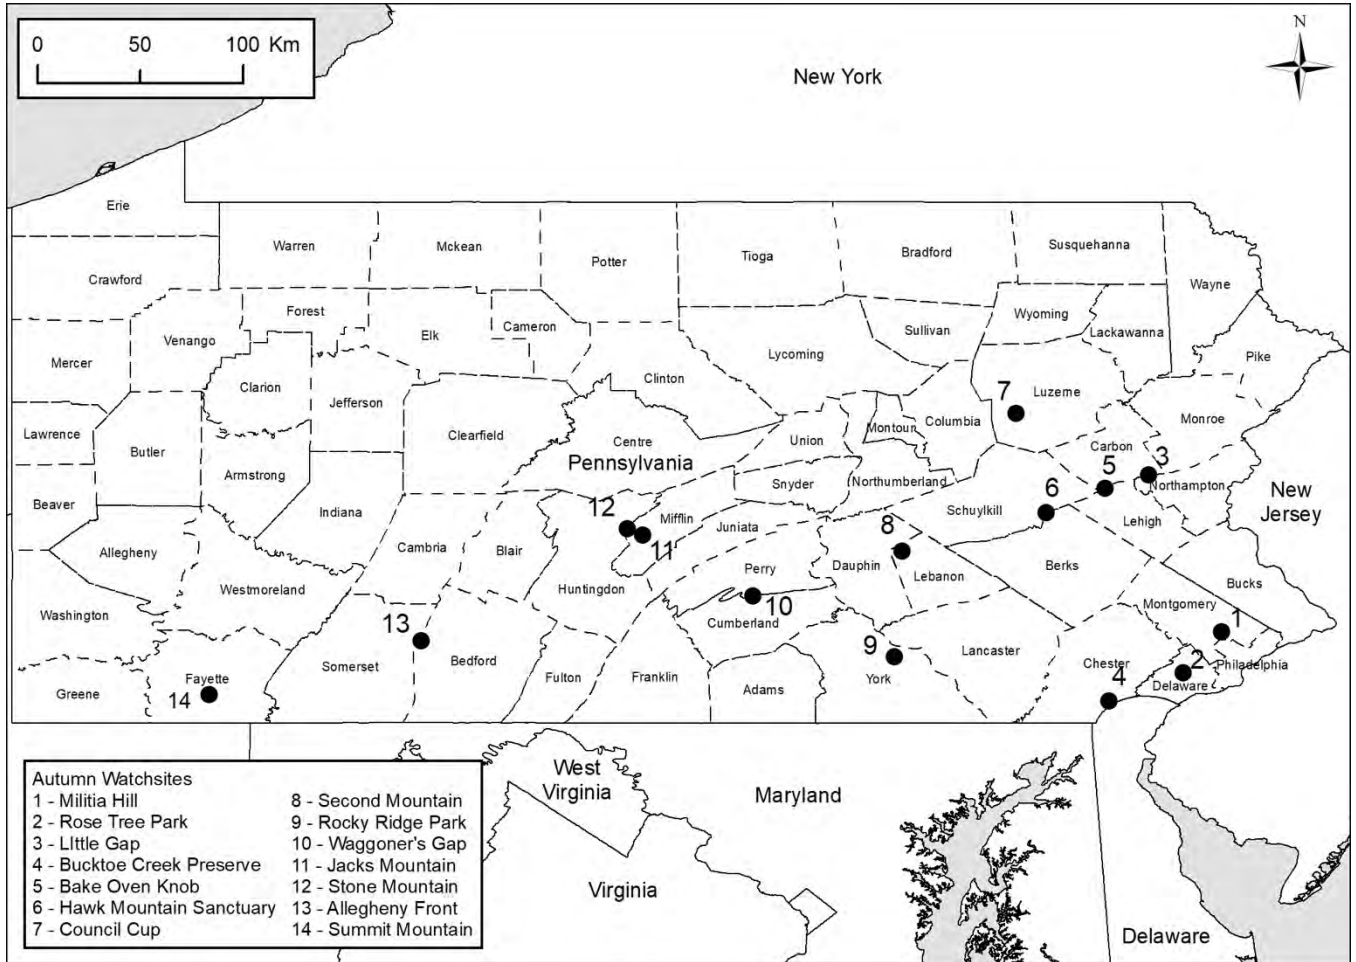 0 50 100 Km
N
New York
Erie
Warren
Mckean
Potter
Tioga
Bradford
Susquehanna
Wayne
Crawford
Forest
Venango
Elk
Cameron
Sullivan
Wyoming
Lackawanna
Pike
Mercer
Clarion
Jefferson
Clinton
Lycoming
7
Luzerne
Monroe
Lawrence
Butler
Armstrong
Clearfield
Centre
Pennsylvania
Union
Montour
Columbia
Carbon
5
3
Northampton
New
Jersey
Beaver
Indiana
Snyder
Northumberland
Schuylkill
6
Lehigh
Allegheny
Cambria
Blair
12
Mifflin
11
Juniata
8
Westmoreland
Huntingdon
Perry
Dauphin
Lebanon
Berks
Bucks
Washington
13
10
Cumberland
Montgomery
1
Somerset
Bedford
Fulton
Franklin
Adams
9
York
Lancaster
Chester
4
2
Delaware
Philadelphia
Greene
Fayette
14
West
Virginia
Maryland
Virginia
Delaware
Autumn Watchsites
1 - Militia Hill
2 - Rose Tree Park
3 - LIttle Gap
4 - Bucktoe Creek Preserve
5 - Bake Oven Knob
6 - Hawk Mountain Sanctuary
7 - Council Cup
8 - Second Mountain
9 - Rocky Ridge Park
10 - Waggoner's Gap
11 - Jacks Mountain
12 - Stone Mountain
13 - Allegheny Front
14 - Summit Mountain